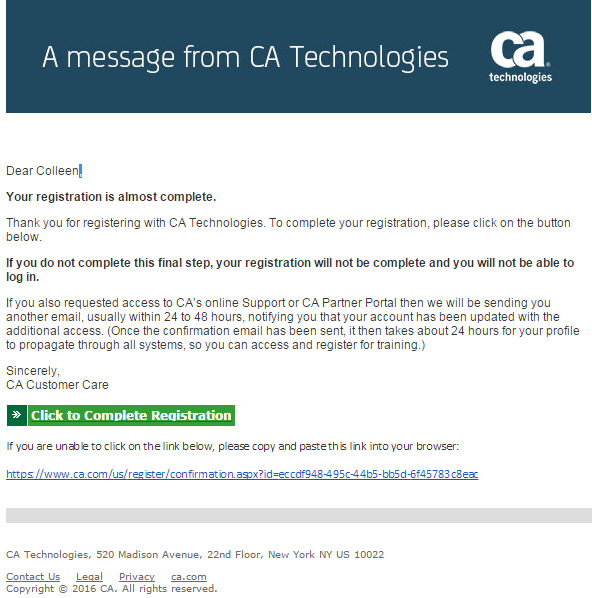 A message from CA Technologies
ca
technologies
Dear Colleen,
Your registration is almost complete.
Thank you for registering with CA Technologies. To complete your registration, please click on the button
below.
If you do not complete this final step, your registration will not be complete and you will not be able to
log in.
If you also requested access to CA's online Support or CA Partner Portal then we will be sending you
another email, usually within 24 to 48 hours, notifying you that your account has been updated with the
additional access. (Once the confirmation email has been sent, it then takes about 24 hours for your profile
to propagate through all systems, so you can access and register for training.)
Sincerely,
CA Customer Care
» Click to Complete Registration
If you are unable to click on the link below, please copy and paste this link into your browser:
https://www.ca.com/us/register/confirmation.aspx?id=eccdf948-495c-44b5-bb5d-6f45783c8eac
CA Technologies, 520 Madison Avenue, 22nd Floor, New York NY US 10022
Contact Us Legal Privacy ca.com
Copyright © 2016 CA. All rights reserved.